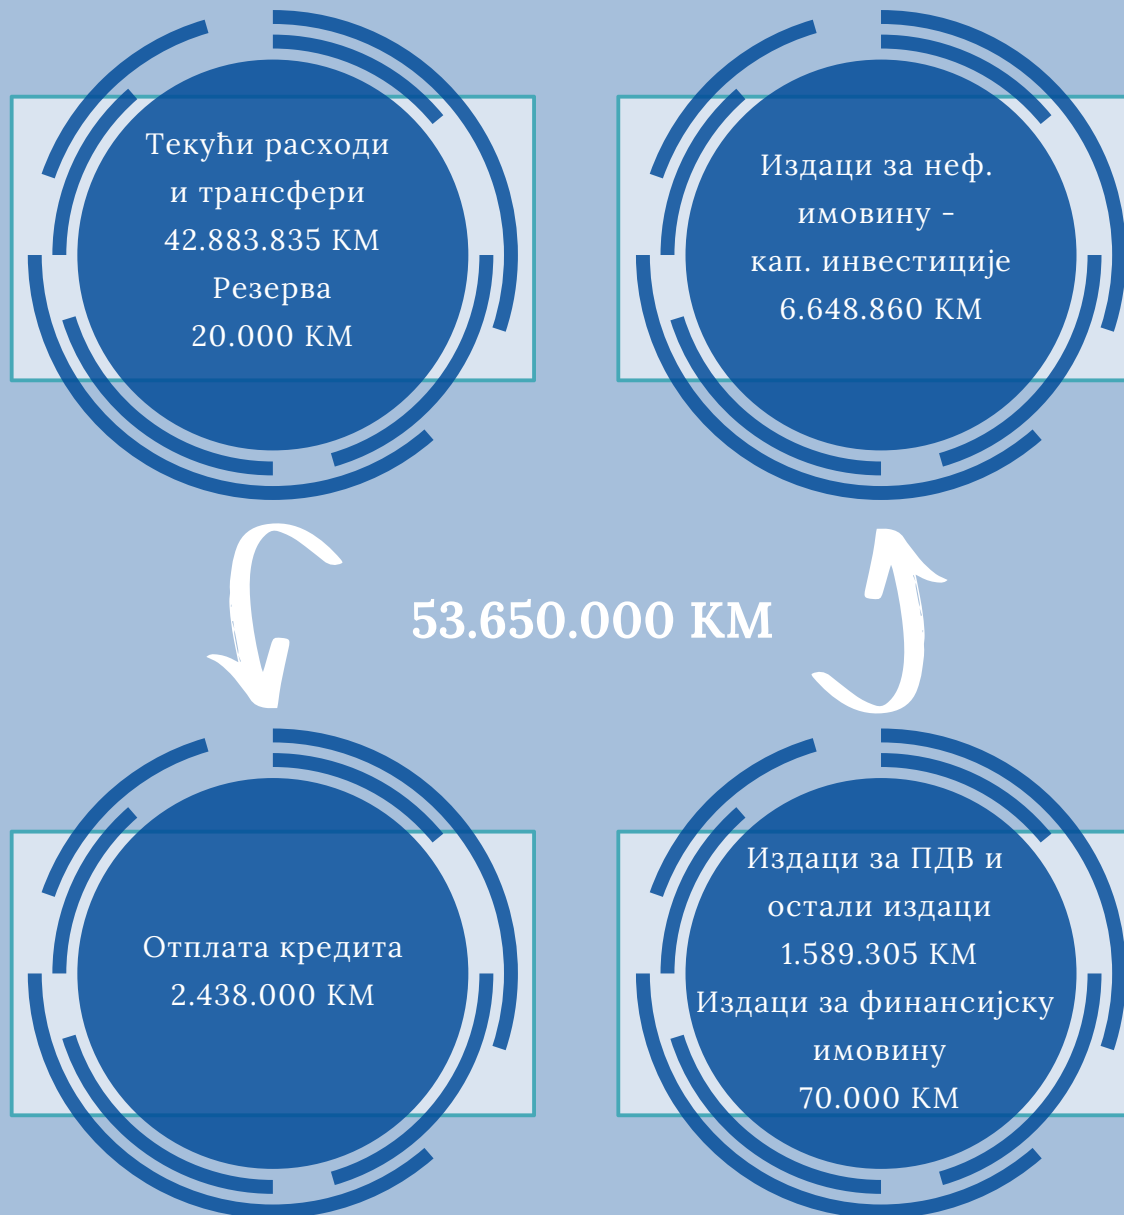 Текући расходи
и трансфери
42.883.835 КМ
Резерва
20.000 КМ
Издаци за неф.
имовину -
кап. инвестиције
6.648.860 КМ
53.650.000 КМ
Отплата кредита
2.438.000 КМ
Издаци за ПДВ и
остали издаци
1.589.305 КМ
Издаци за финансијску
имовину
70.000 КМ